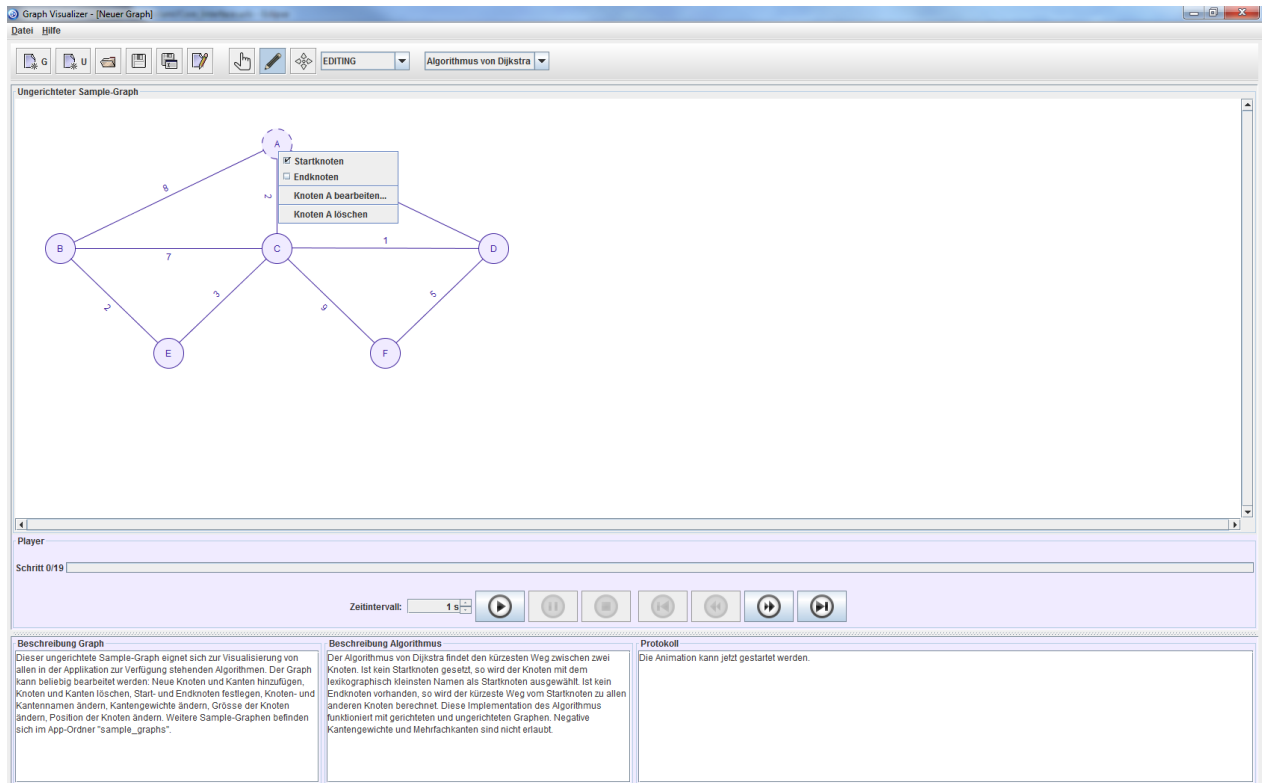 Graph Visualizer - [Neuer Graph]
Datei Hilfe
G U EDITING Algorithmus von Dijkstra
Ungerichteter Sample-Graph
A
Startknoten
Endknoten
Knoten A bearbeiten...
Knoten A löschen
8
2
B
C
D
7
1
2
3
9
5
E
F
Player
Schritt 0/19
Zeitintervall: 1 s
Beschreibung Graph
Dieser ungerichtete Sample-Graph eignet sich zur Visualisierung von
allen in der Applikation zur Verfügung stehenden Algorithmen. Der Graph
kann beliebig bearbeitet werden: Neue Knoten und Kanten hinzufügen,
Knoten und Kanten löschen, Start- und Endknoten festlegen, Knoten- und
Kantennamen ändern, Kantengewichte ändern, Grösse der Knoten
ändern, Position der Knoten ändern. Weitere Sample-Graphen befinden
sich im App-Ordner "sample_graphs".
Beschreibung Algorithmus
Der Algorithmus von Dijkstra findet den kürzesten Weg zwischen zwei
Knoten. Ist kein Startknoten gesetzt, so wird der Knoten mit dem
lexikographisch kleinsten Namen als Startknoten ausgewählt. Ist kein
Endknoten vorhanden, so wird der kürzeste Weg vom Startknoten zu allen
anderen Knoten berechnet. Diese Implementation des Algorithmus
funktioniert mit gerichteten und ungerichteten Graphen. Negative
Kantengewichte und Mehrfachkanten sind nicht erlaubt.
Protokoll
Die Animation kann jetzt gestartet werden.